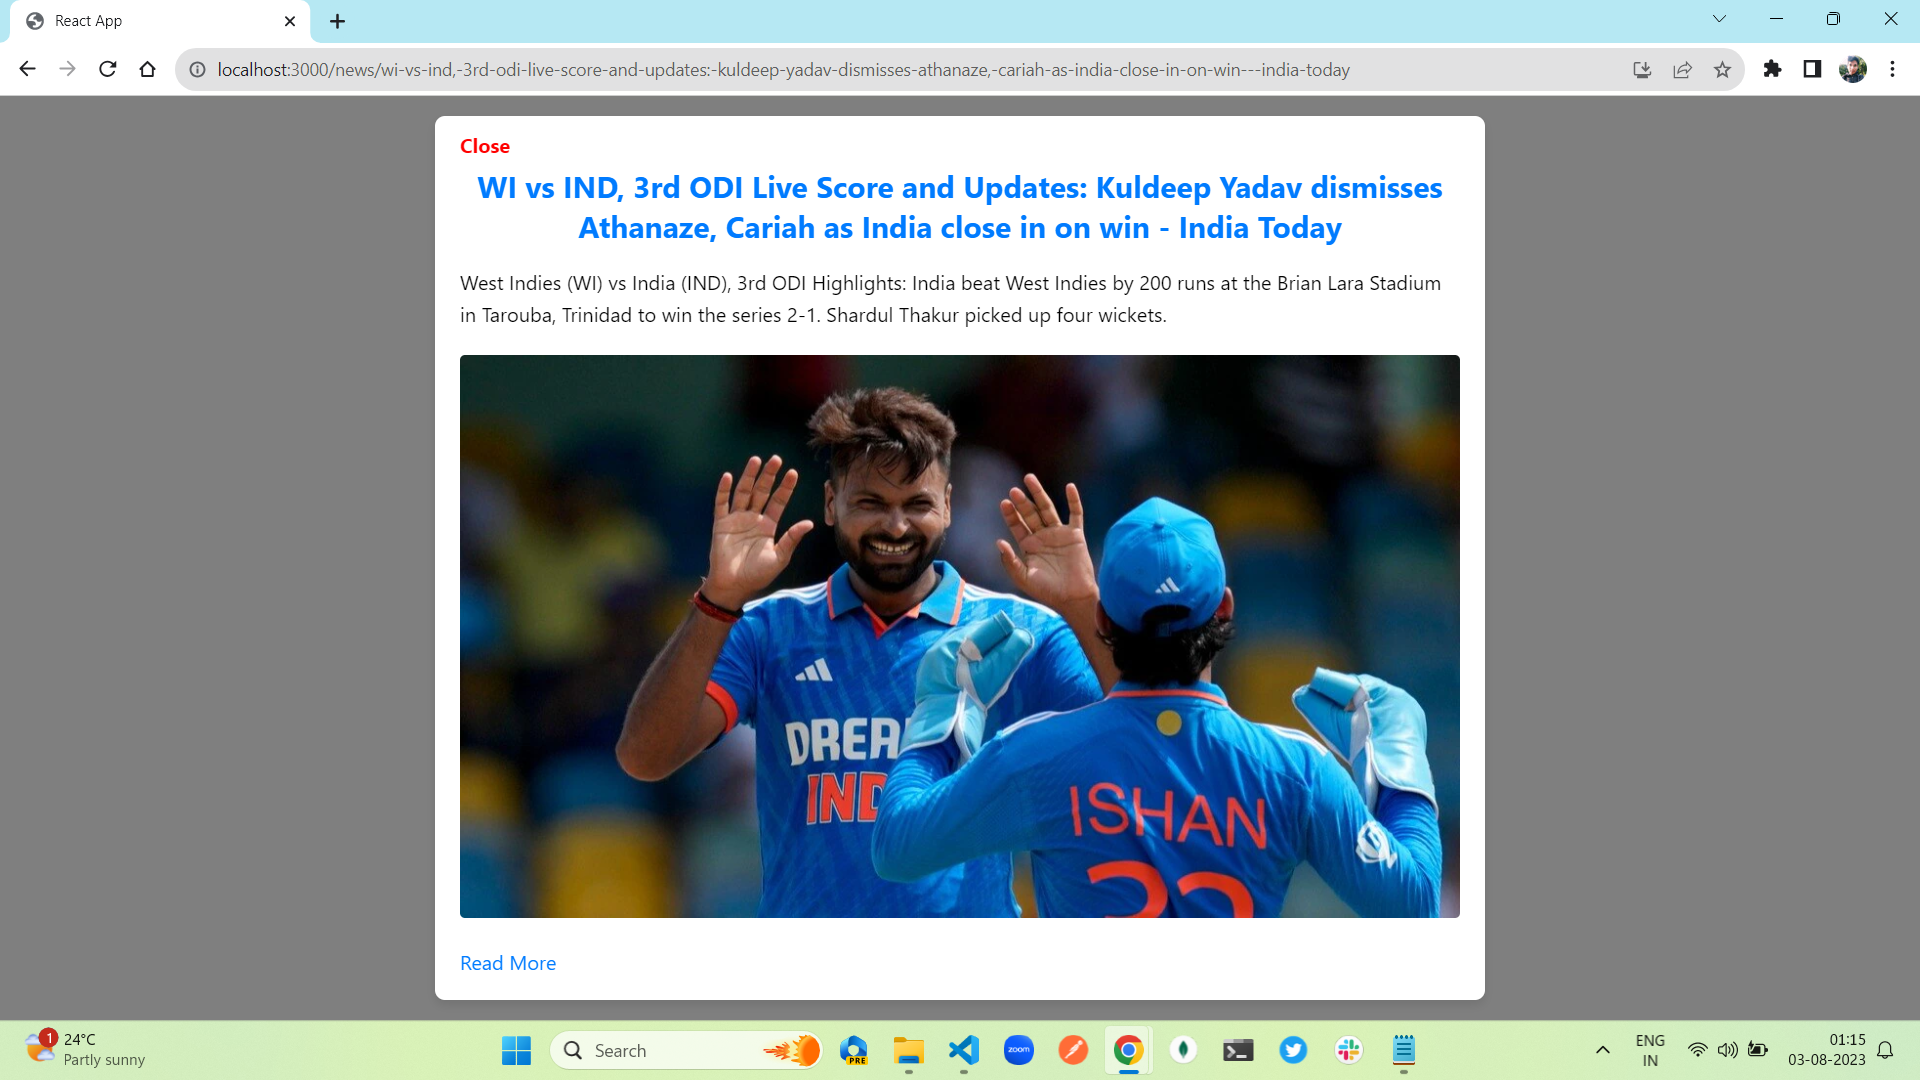 React App
localhost:3000/news/wi-vs-ind,-3rd-odi-live-score-and-updates:-kuldeep-yadav-dismisses-athanaze,-cariah-as-india-close-in-on-win---india-today
Close
WI vs IND, 3rd ODI Live Score and Updates: Kuldeep Yadav dismisses
Athanaze, Cariah as India close in on win - India Today
West Indies (WI) vs India (IND), 3rd ODI Highlights: India beat West Indies by 200 runs at the Brian Lara Stadium
in Tarouba, Trinidad to win the series 2-1. Shardul Thakur picked up four wickets.
DREA
IND
ISHAN
32
Read More
1
24°C
Partly sunny
Search
PRE
zoom
ENG
IN
01:15
03-08-2023